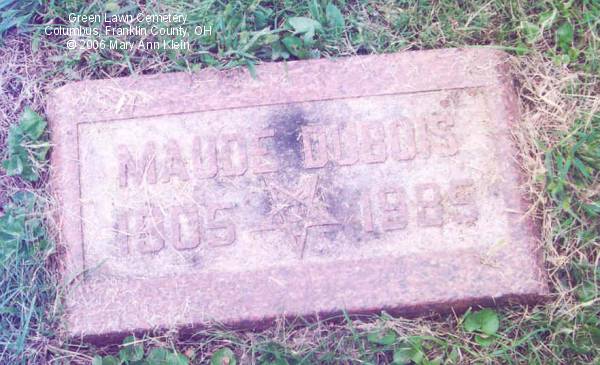 Green Lawn Cemetery
Columbus, Franklin County, OH
© 2006 Mary Ann Klein
MAUDE DUBOIS
1905 1985